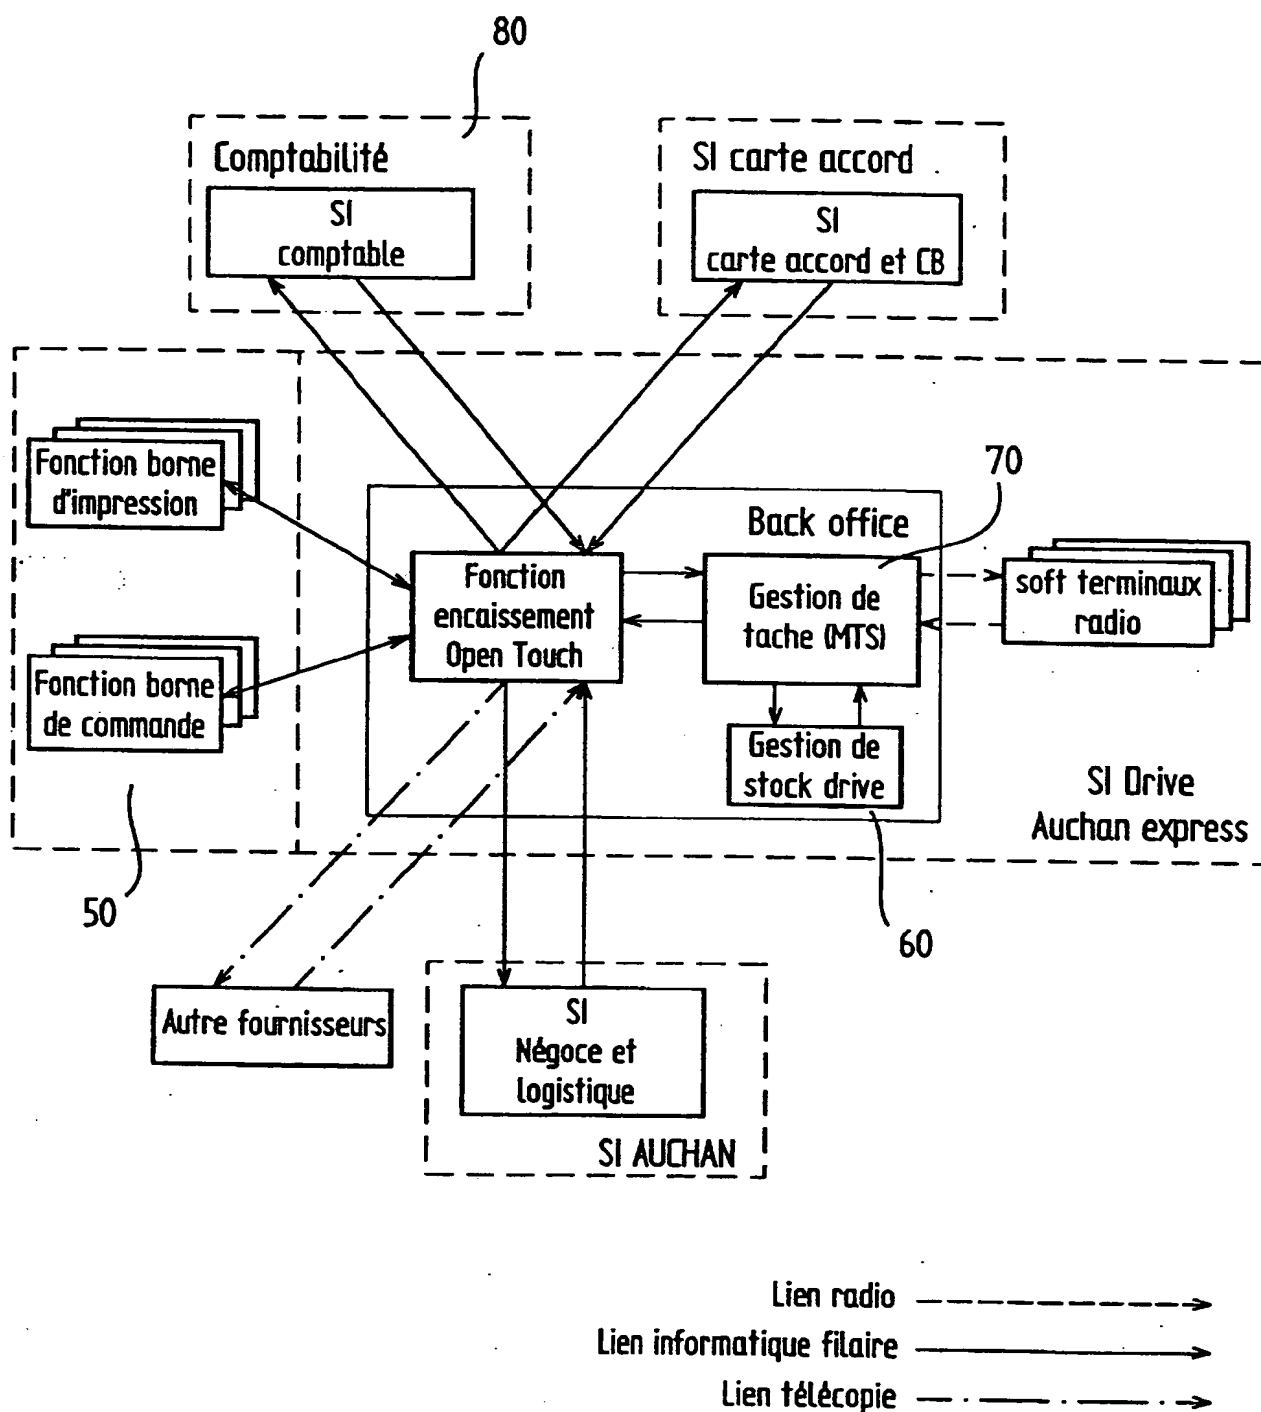 80
Comptabilité
SI
comptable
SI carte accord
SI
carte accord et CB
Fonction borne
d'impression
Fonction borne
de commande
50
Back office
70
Fonction
encaissement
Open Touch
Gestion de
tache (MTS)
soft terminaux
radio
Gestion de
stock drive
60
SI Drive
Auchan express
Autre fournisseurs
SI
Négoce et
logistique
SI AUCHAN
Lien radio
Lien informatique filaire
Lien télécopie